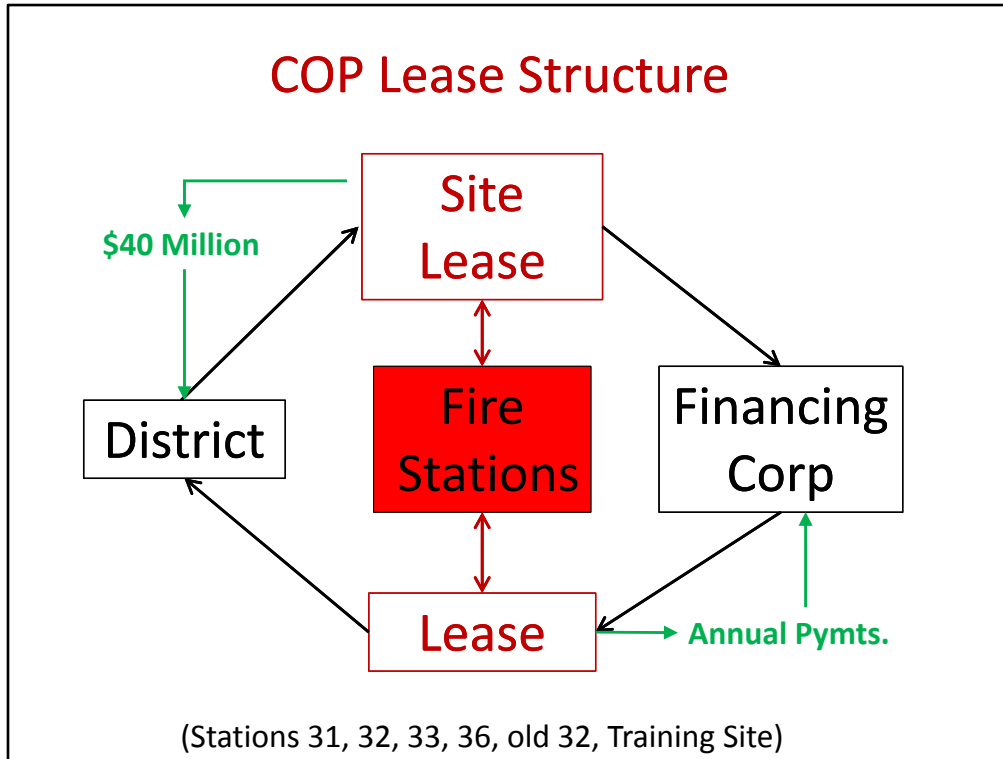 COP Lease Structure
Site
Lease
$40 Million
District
Fire
Stations
Financing
Corp
Lease
Annual Pymts.
(Stations 31, 32, 33, 36, old 32, Training Site)